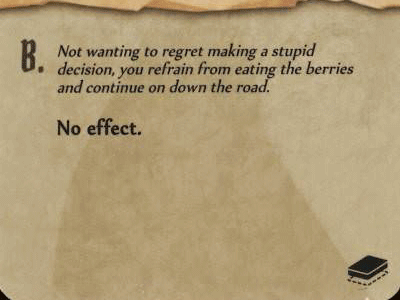 B. Not wanting to regret making a stupid
decision, you refrain from eating the berries
and continue on down the road.
No effect.